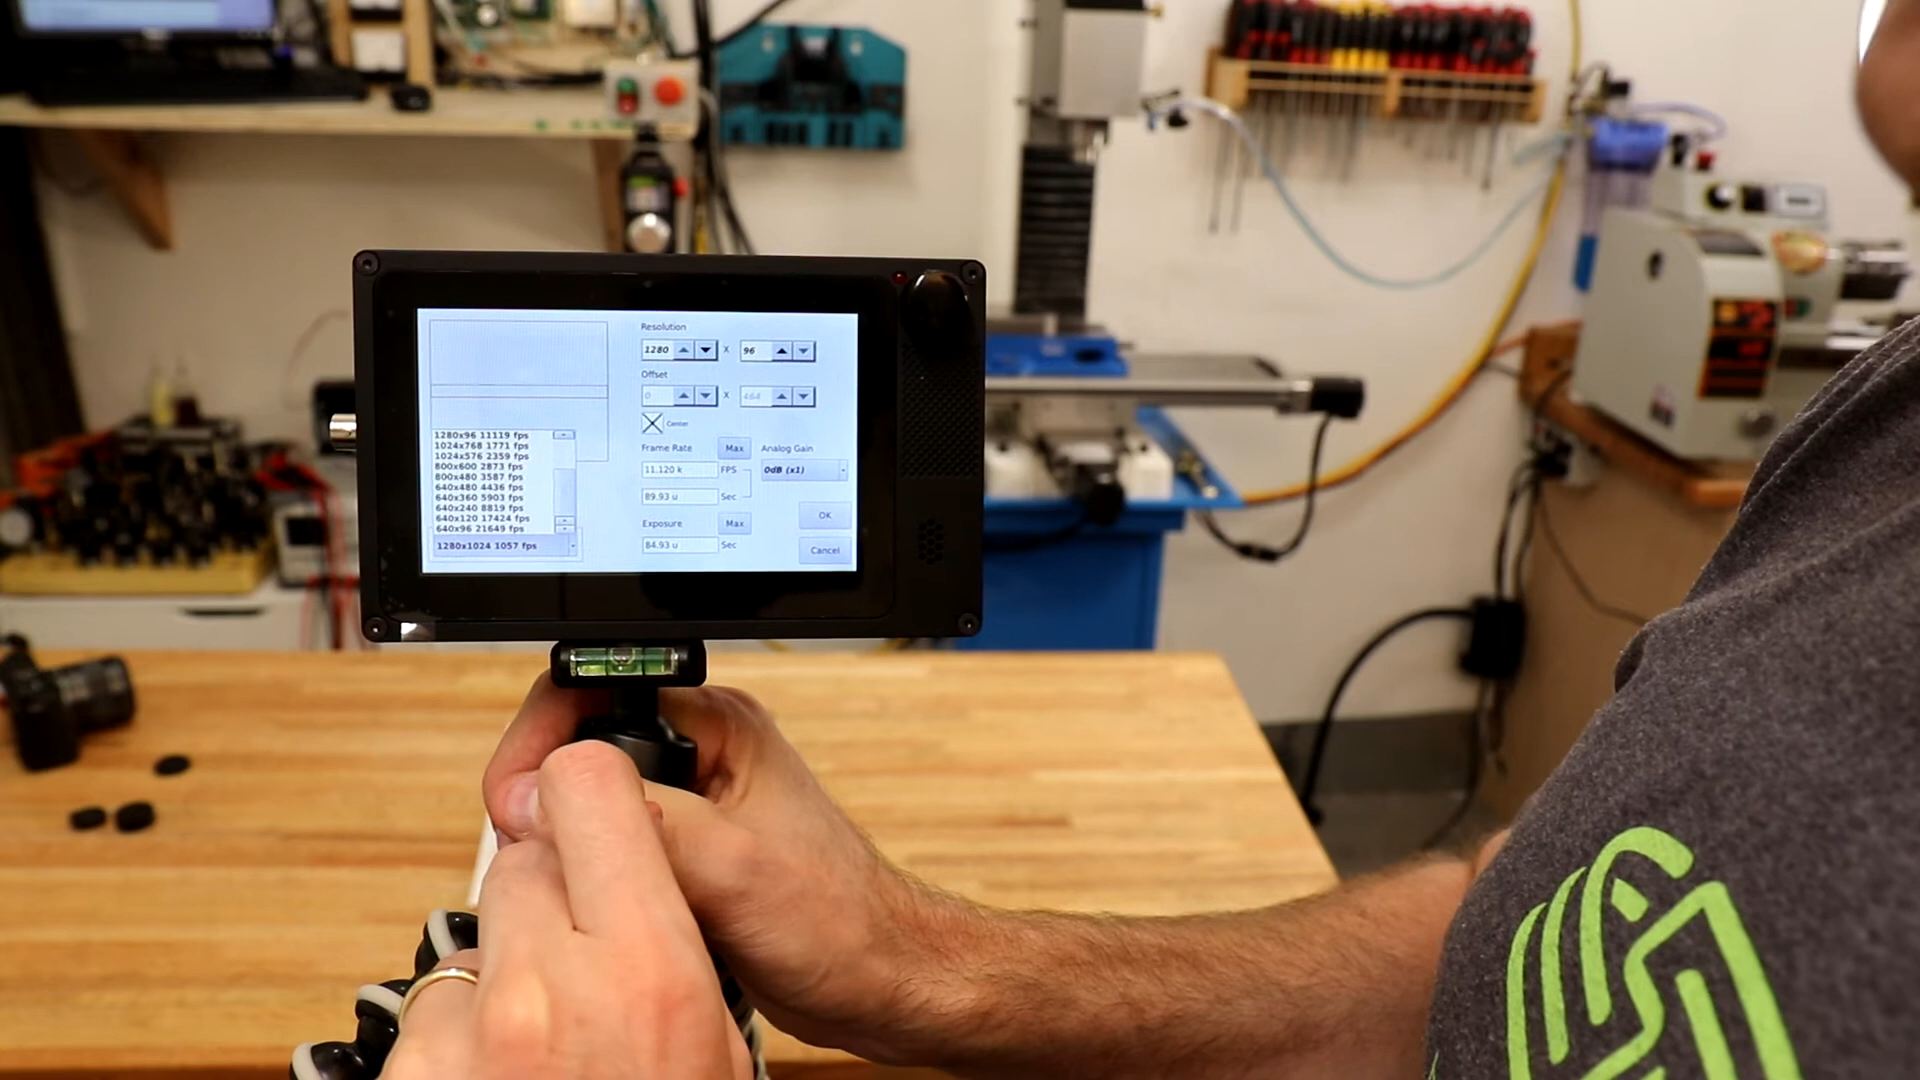 Resolution
1280 X 96
Offset
0 X 464
Center
Frame Rate Max Analog Gain
11.120 k FPS 0dB (x1)
89.93 u Sec
Exposure Max
84.93 u Sec
OK
Cancel
1280x96 11119 fps
1024x768 1771 fps
1024x576 2359 fps
800x600 2873 fps
800x480 3587 fps
640x480 4436 fps
640x360 5903 fps
640x240 8819 fps
640x120 17424 fps
640x96 21649 fps
1280x1024 1057 fps